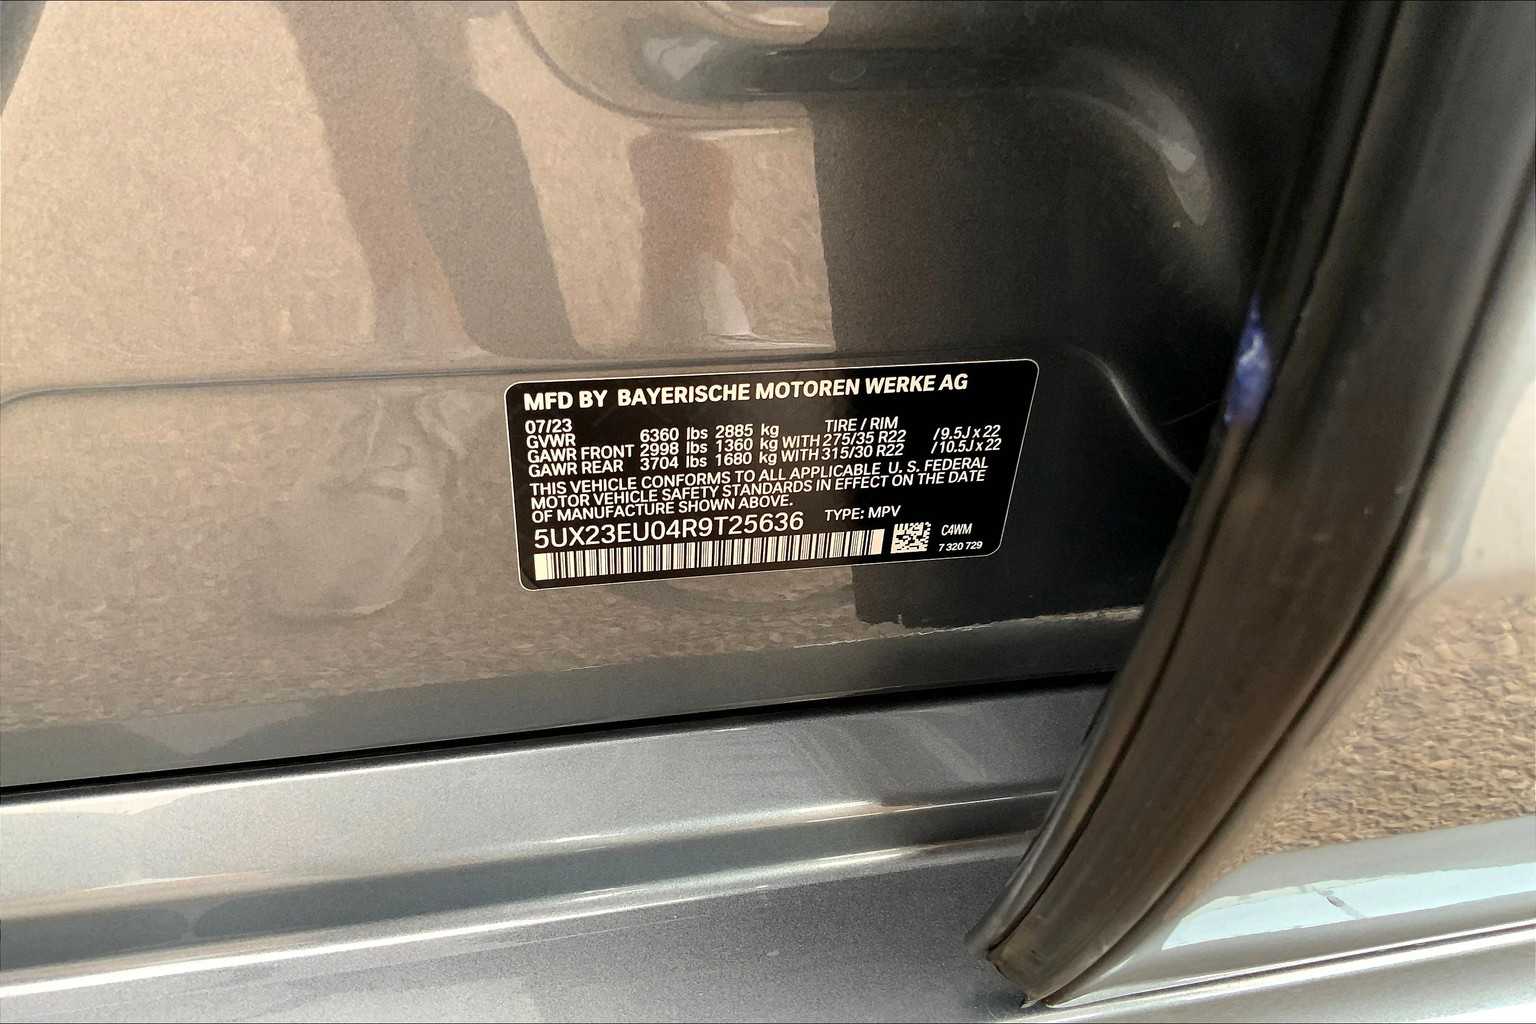 MFD BY BAYERISCHE MOTOREN WERKE AG
07/23 TIRE / RIM
GVWR 6360 lbs 2885 kg
GAWR FRONT 2998 lbs 1360 kg WITH 275/35 R22 /9.5J x 22
GAWR REAR 3704 lbs 1680 kg WITH 315/30 R22 /10.5J x 22
THIS VEHICLE CONFORMS TO ALL APPLICABLE U. S. FEDERAL
MOTOR VEHICLE SAFETY STANDARDS IN EFFECT ON THE DATE
OF MANUFACTURE SHOWN ABOVE.
5UX23EU04R9T25636 TYPE: MPV
C4WM
7 320 729